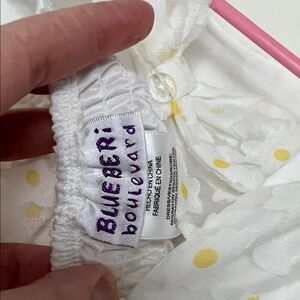 BLUEBERi
boulevard
HECHO EN CHINA
FABRIQUÉ EN CHINE